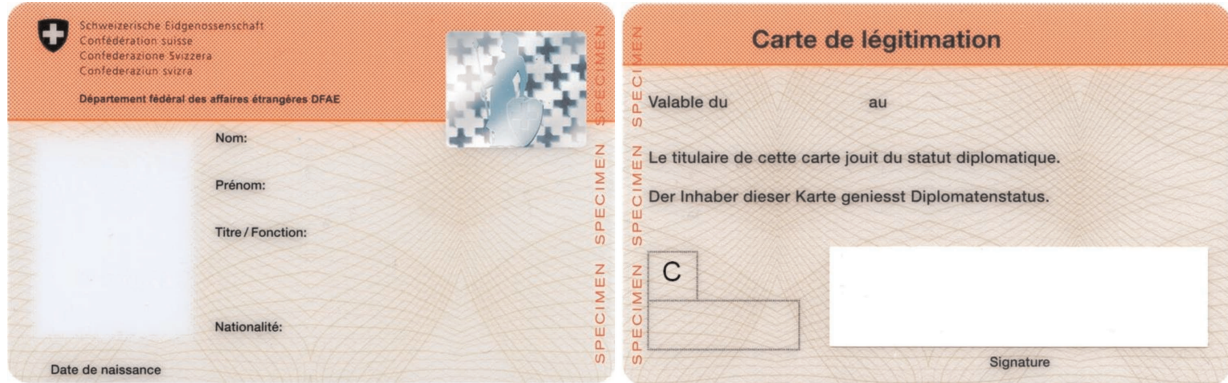 Schweizerische Eidgenossenschaft
Confédération suisse
Confederazione Svizzera
Confederaziun svizra
Département fédéral des affaires étrangères DFAE
Nom:
Prénom:
Titre/Fonction:
Nationalité:
Date de naissance
SPECIMEN SPECIMEN SPECIMEN
Carte de légitimation
Valable du au
Le titulaire de cette carte jouit du statut diplomatique.
Der Inhaber dieser Karte geniesst Diplomatenstatus.
C
Signature
SPECIMEN SPECIMEN SPECIMEN SPECIMEN